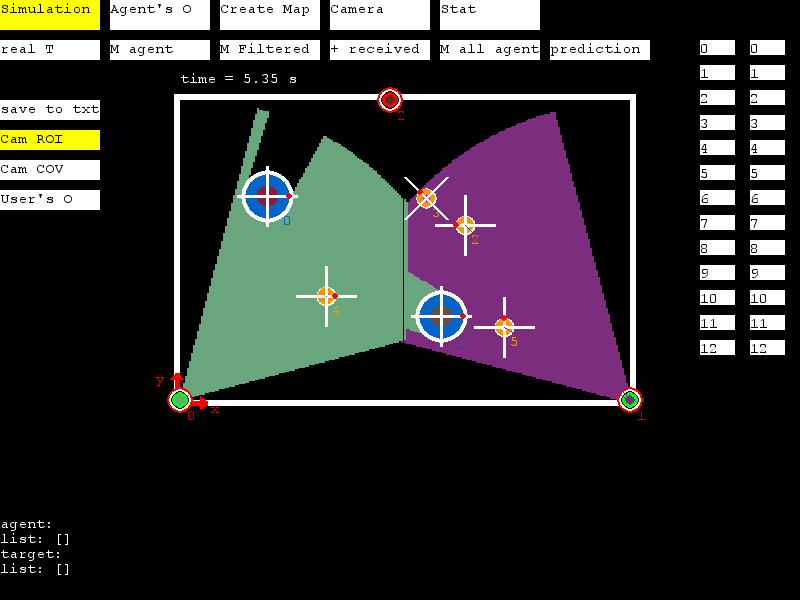 Simulation Agent's O Create Map Camera Stat
real T M agent M Filtered + received M all agent prediction
time = 5.35 s
save to txt
Cam ROI
Cam COV
User's O
0 0
1 1
2 2
3 3
4 4
5 5
6 6
7 7
8 8
9 9
10 10
11 11
12 12
2
3
0
2
4
5
y
x
0
1
agent:
list: []
target:
list: []